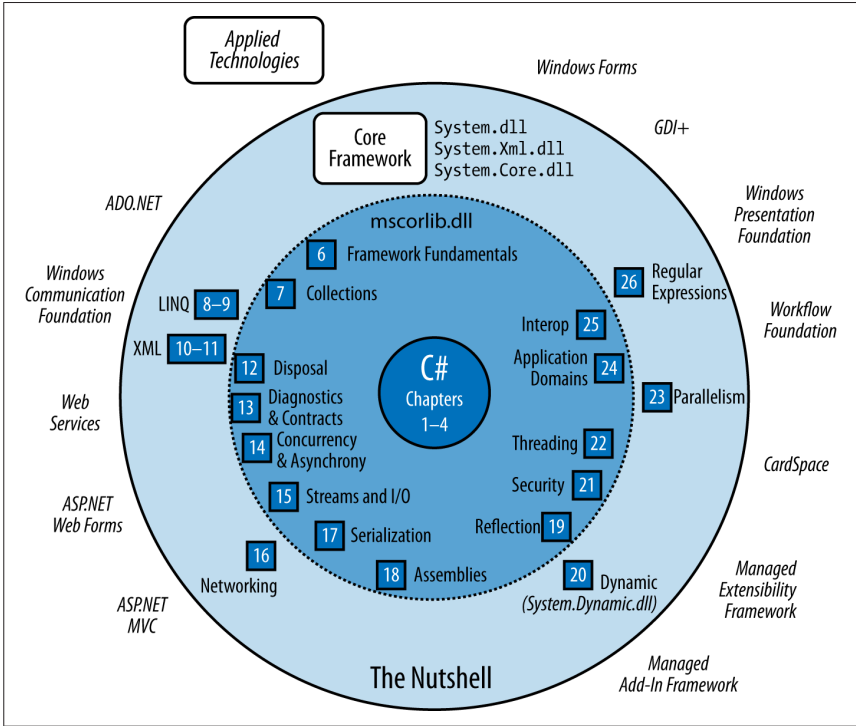 Applied
Technologies
Windows Forms
GDI+
Core
Framework
System.dll
System.Xml.dll
System.Core.dll
ADO.NET
Windows
Presentation
Foundation
mscorlib.dll
6 Framework Fundamentals
Windows
Communication
Foundation
7 Collections
LINQ 8–9
26 Regular
Expressions
Workflow
Foundation
Interop 25
XML 10–11
12 Disposal
C#
Chapters
1–4
Application
Domains 24
23 Parallelism
Web
Services
13 Diagnostics
& Contracts
14 Concurrency
& Asynchrony
Threading 22
CardSpace
Security 21
15 Streams and I/O
ASP.NET
Web Forms
17 Serialization
Reflection 19
16
Networking
18 Assemblies
20 Dynamic
(System.Dynamic.dll)
Managed
Extensibility
Framework
ASP.NET
MVC
The Nutshell
Managed
Add-In Framework